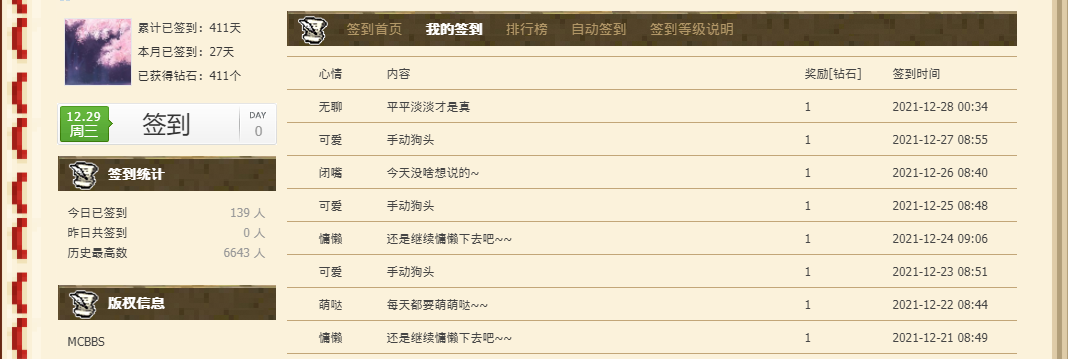 累计已签到: 411天
本月已签到: 27天
已获得钻石: 411个
12.29
周三
签到
DAY
0
签到统计
今日已签到 139 人
昨日共签到 0 人
历史最高数 6643 人
版权信息
MCBBS
签到首页 我的签到 排行榜 自动签到 签到等级说明
心情 内容 奖励[钻石] 签到时间
无聊 平平淡淡才是真 1 2021-12-28 00:34
可爱 手动狗头 1 2021-12-27 08:55
闭嘴 今天没啥想说的~ 1 2021-12-26 08:40
可爱 手动狗头 1 2021-12-25 08:48
慵懒 还是继续慵懒下去吧~~ 1 2021-12-24 09:06
可爱 手动狗头 1 2021-12-23 08:51
萌哒 每天都要萌萌哒~~ 1 2021-12-22 08:44
慵懒 还是继续慵懒下去吧~~ 1 2021-12-21 08:49